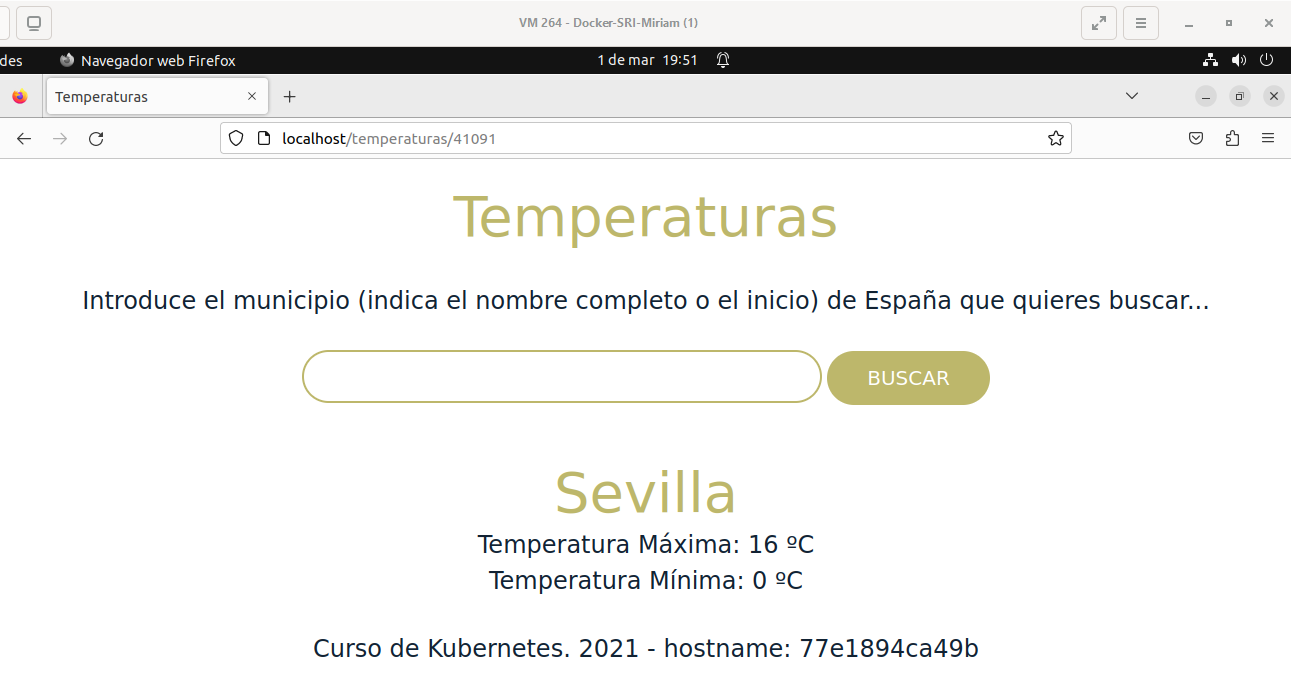 VM 264 - Docker-SRI-Miriam (1)
des Navegador web Firefox 1 de mar 19:51
Temperaturas
localhost/temperaturas/41091
Temperaturas
Introduce el municipio (indica el nombre completo o el inicio) de España que quieres buscar...
BUSCAR
Sevilla
Temperatura Máxima: 16 ºC
Temperatura Mínima: 0 ºC
Curso de Kubernetes. 2021 - hostname: 77e1894ca49b